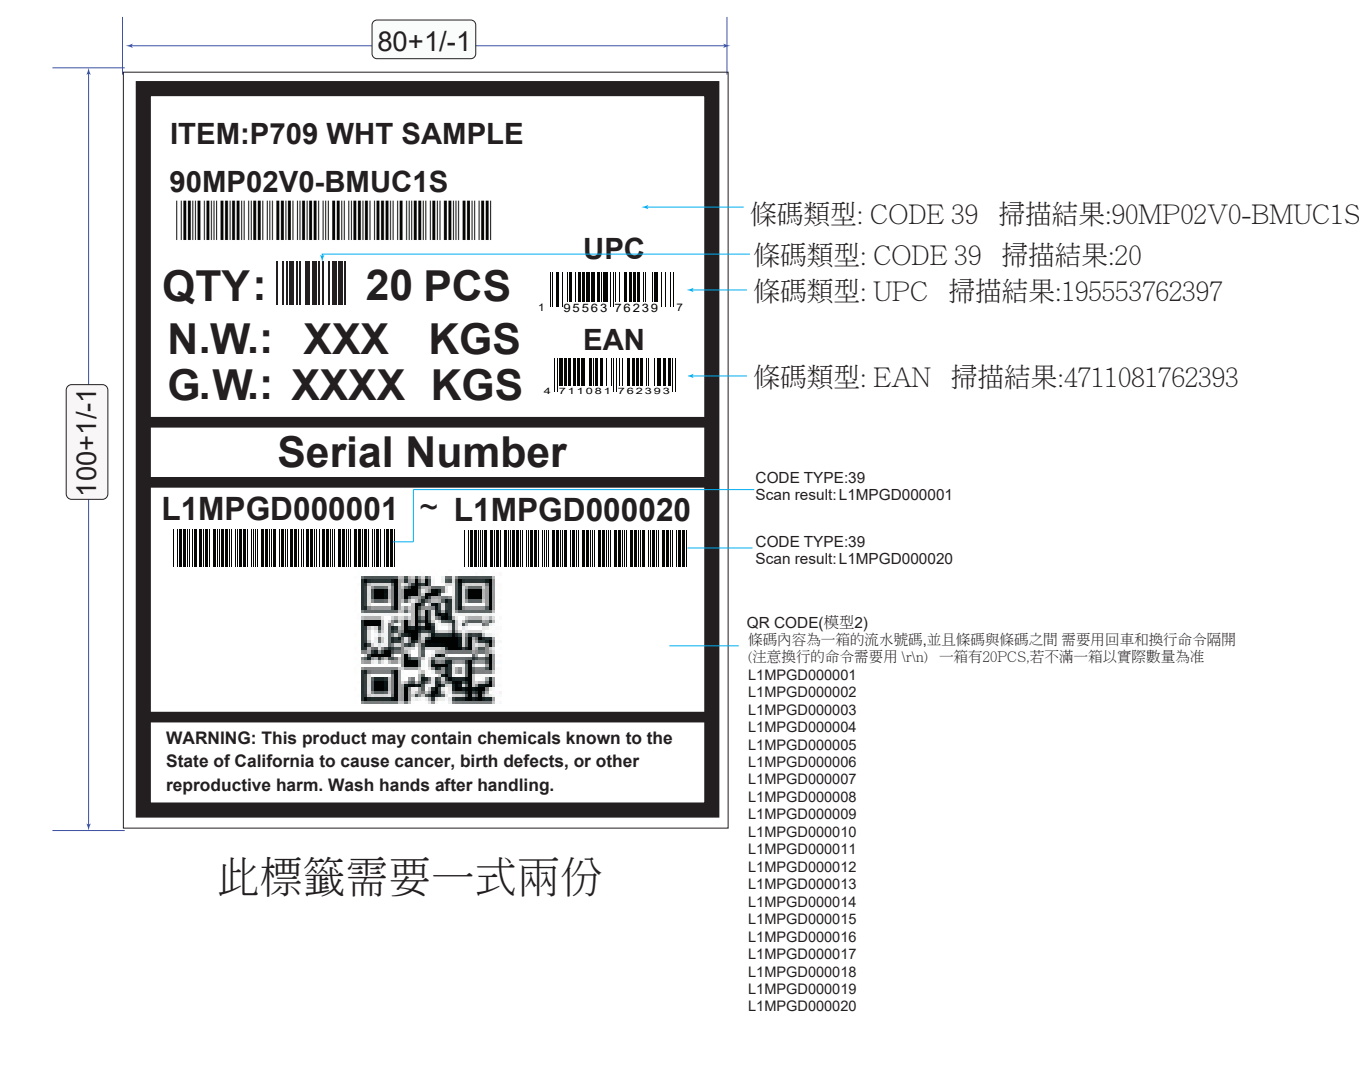 80+1/-1
100+1/-1
ITEM:P709 WHT SAMPLE
90MP02V0-BMUC1S
UPC
QTY: 20 PCS
1 95563 76239 7
N.W.: XXX KGS
EAN
G.W.: XXXX KGS
4 711081 762393
Serial Number
L1MPGD000001 ~ L1MPGD000020
WARNING: This product may contain chemicals known to the
State of California to cause cancer, birth defects, or other
reproductive harm. Wash hands after handling.
此標籤需要一式兩份
條碼類型: CODE 39 掃描結果:90MP02V0-BMUC1S
條碼類型: CODE 39 掃描結果:20
條碼類型: UPC 掃描結果:195553762397
條碼類型: EAN 掃描結果:4711081762393
CODE TYPE:39
Scan result: L1MPGD000001
CODE TYPE:39
Scan result: L1MPGD000020
QR CODE(模型2)
條碼內容為一箱的流水號碼,並且條碼與條碼之間 需要用回車和換行命令隔開
(注意換行的命令需要用 \r\n) 一箱有20PCS,若不滿一箱以實際數量為准
L1MPGD000001
L1MPGD000002
L1MPGD000003
L1MPGD000004
L1MPGD000005
L1MPGD000006
L1MPGD000007
L1MPGD000008
L1MPGD000009
L1MPGD000010
L1MPGD000011
L1MPGD000012
L1MPGD000013
L1MPGD000014
L1MPGD000015
L1MPGD000016
L1MPGD000017
L1MPGD000018
L1MPGD000019
L1MPGD000020